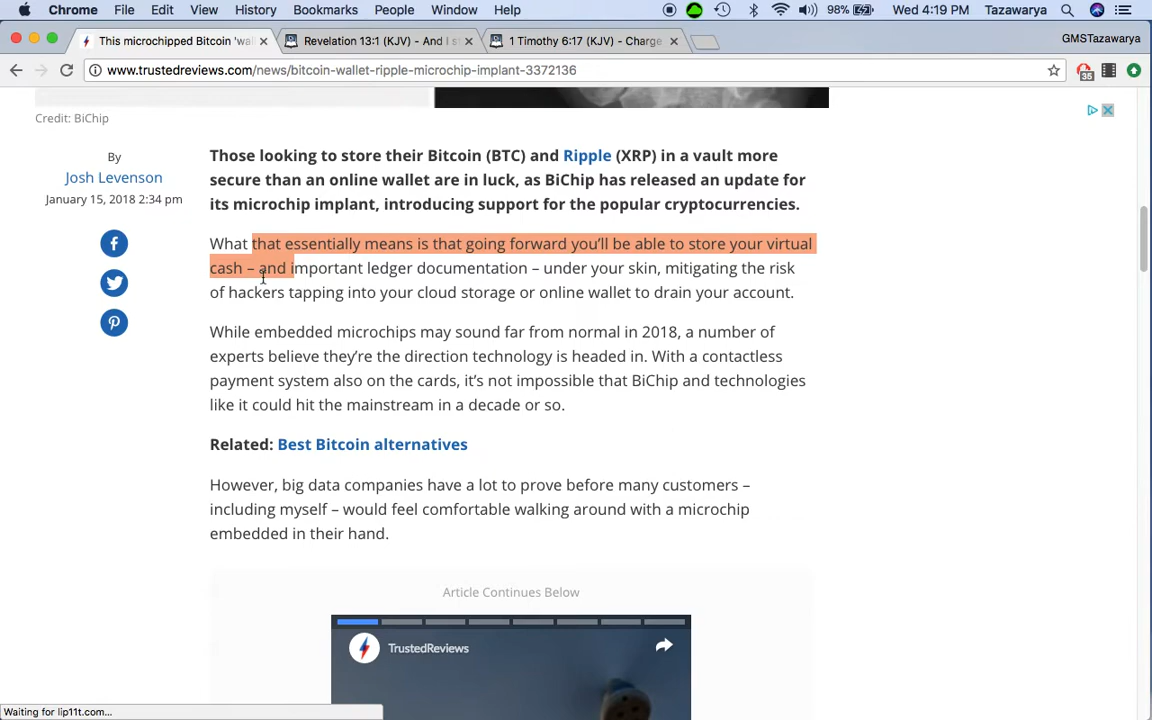 Chrome File Edit View History Bookmarks People Window Help 98% Wed 4:19 PM Tazawarya
This microchipped Bitcoin 'wal Revelation 13:1 (KJV) - And I s 1 Timothy 6:17 (KJV) - Charge GMSTazawarya
www.trustedreviews.com/news/bitcoin-wallet-ripple-microchip-implant-3372136
35
Credit: BiChip
By
Josh Levenson
January 15, 2018 2:34 pm
Those looking to store their Bitcoin (BTC) and Ripple (XRP) in a vault more
secure than an online wallet are in luck, as BiChip has released an update for
its microchip implant, introducing support for the popular cryptocurrencies.
What that essentially means is that going forward you'll be able to store your virtual
cash – and important ledger documentation – under your skin, mitigating the risk
of hackers tapping into your cloud storage or online wallet to drain your account.
While embedded microchips may sound far from normal in 2018, a number of
experts believe they're the direction technology is headed in. With a contactless
payment system also on the cards, it's not impossible that BiChip and technologies
like it could hit the mainstream in a decade or so.
Related: Best Bitcoin alternatives
However, big data companies have a lot to prove before many customers –
including myself – would feel comfortable walking around with a microchip
embedded in their hand.
Article Continues Below
TrustedReviews
Waiting for lip11t.com...